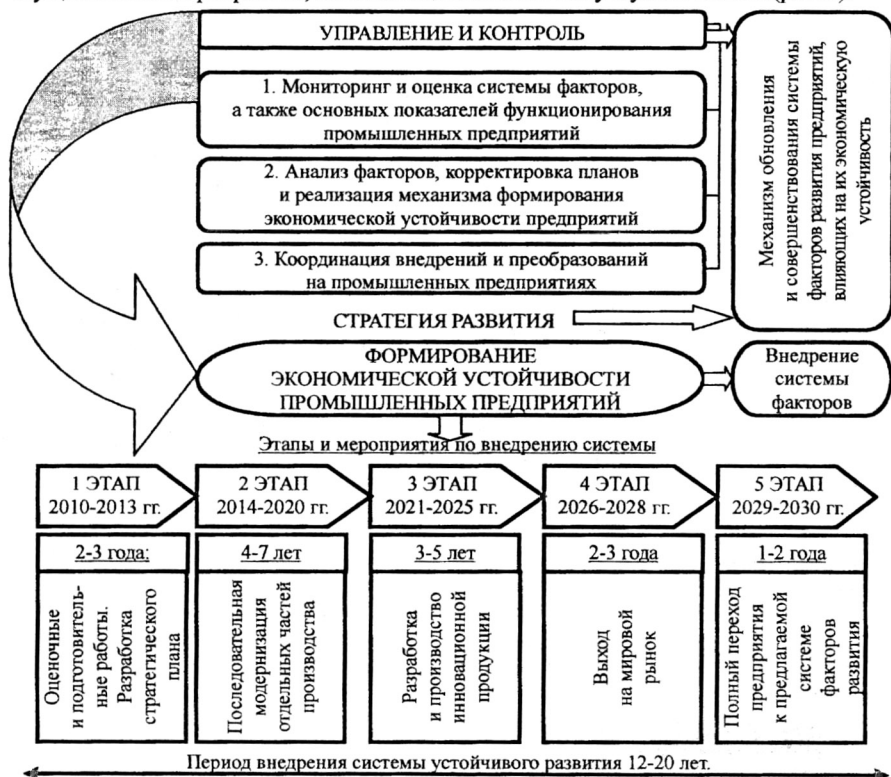 УПРАВЛЕНИЕ И КОНТРОЛЬ
1. Мониторинг и оценка системы факторов,
а также основных показателей функционирования
промышленных предприятий
2. Анализ факторов, корректировка планов
и реализация механизма формирования
экономической устойчивости предприятий
3. Координация внедрений и преобразований
на промышленных предприятиях
Механизм обновления
и совершенствования системы
факторов развития предприятий,
влияющих на их экономическую
устойчивость
СТРАТЕГИЯ РАЗВИТИЯ
ФОРМИРОВАНИЕ
ЭКОНОМИЧЕСКОЙ УСТОЙЧИВОСТИ
ПРОМЫШЛЕННЫХ ПРЕДПРИЯТИЙ
Внедрение
системы
факторов
Этапы и мероприятия по внедрению системы
1 ЭТАП
2010-2013 гг.
2 ЭТАП
2014-2020 гг.
3 ЭТАП
2021-2025 гг.
4 ЭТАП
2026-2028 гг.
5 ЭТАП
2029-2030 гг.
2-3 года:
4-7 лет
3-5 лет
2-3 года
1-2 года
Оценочные
и подготовитель-
ные работы.
Разработка
стратегического
плана
Последовательная
модернизация
отдельных частей
производства
Разработка
и производство
инновационной
продукции
Выход
на мировой
рынок
Полный переход
предприятия
к предлагаемой
системе
факторов
развития
Период внедрения системы устойчивого развития 12-20 лет.